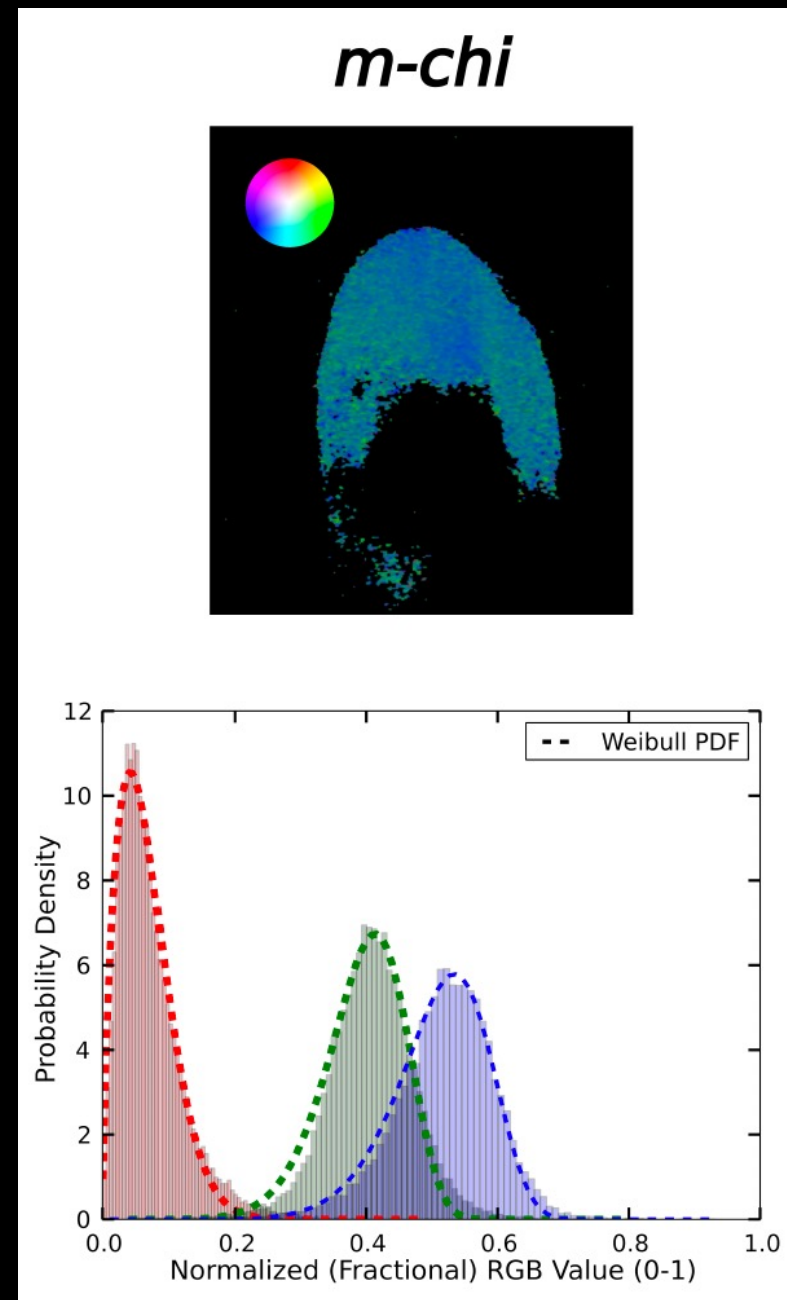 m-chi
12
10
8
6
4
2
0
Probability Density
Weibull PDF
0.0 0.2 0.4 0.6 0.8 1.0
Normalized (Fractional) RGB Value (0-1)